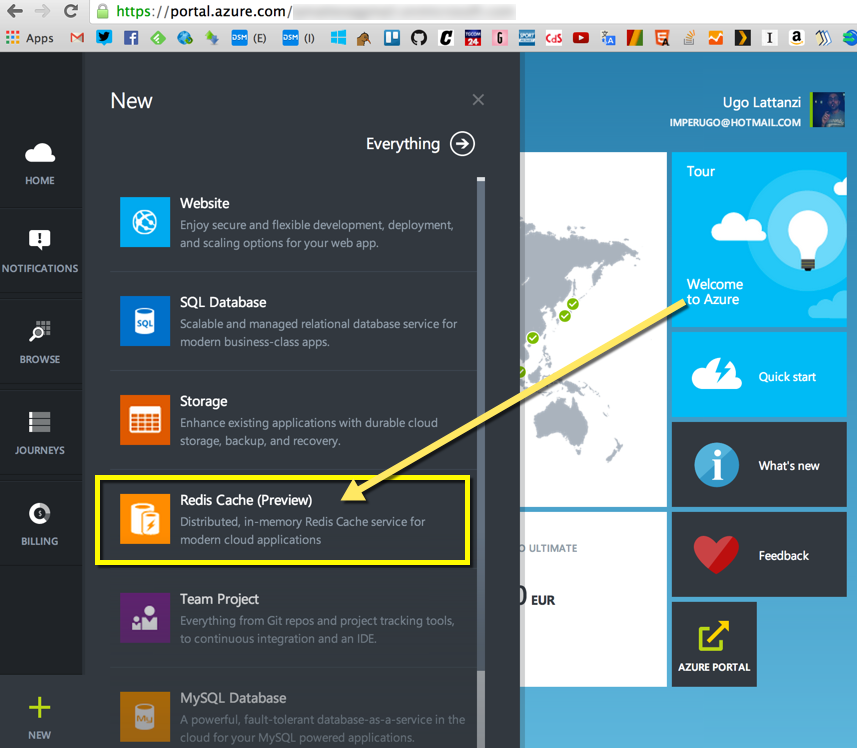 https://portal.azure.com/
Apps
DSM
(E)
DSM
(I)
New
Everything
Ugo Lattanzi
IMPERUGO@HOTMAIL.COM
HOME
NOTIFICATIONS
BROWSE
JOURNEYS
BILLING
NEW
Website
Enjoy secure and flexible development, deployment,
and scaling options for your web app.
SQL
SQL Database
Scalable and managed relational database service for
modern business-class apps.
Storage
Enhance existing applications with durable cloud
storage, backup, and recovery.
Redis Cache (Preview)
Distributed, in-memory Redis Cache service for
modern cloud applications
Team Project
Everything from Git repos and project tracking tools,
to continuous integration and an IDE.
My
MySQL Database
A powerful, fault-tolerant database-as-a-service in the
cloud for your MySQL powered applications.
O ULTIMATE
0 EUR
Tour
Welcome
to Azure
Quick start
What's new
Feedback
AZURE PORTAL